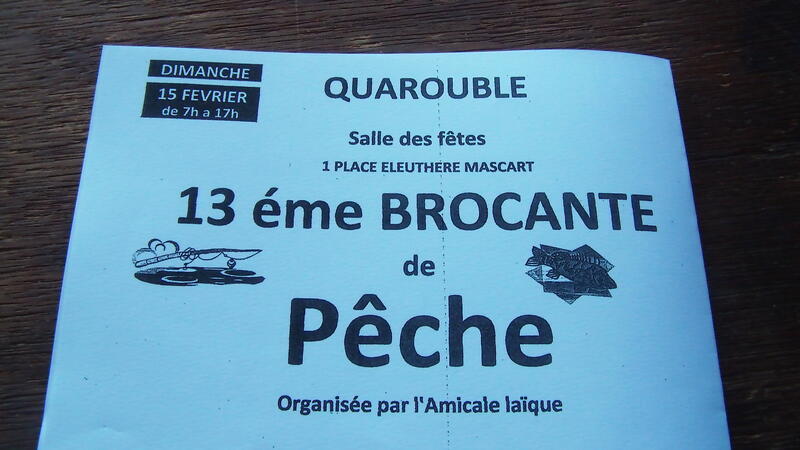 DIMANCHE
15 FEVRIER
de 7h a 17h
QUAROUBLE
Salle des fêtes
1 PLACE ELEUTHERE MASCART
13 éme BROCANTE
de
Pêche
Organisée par l'Amicale laïque